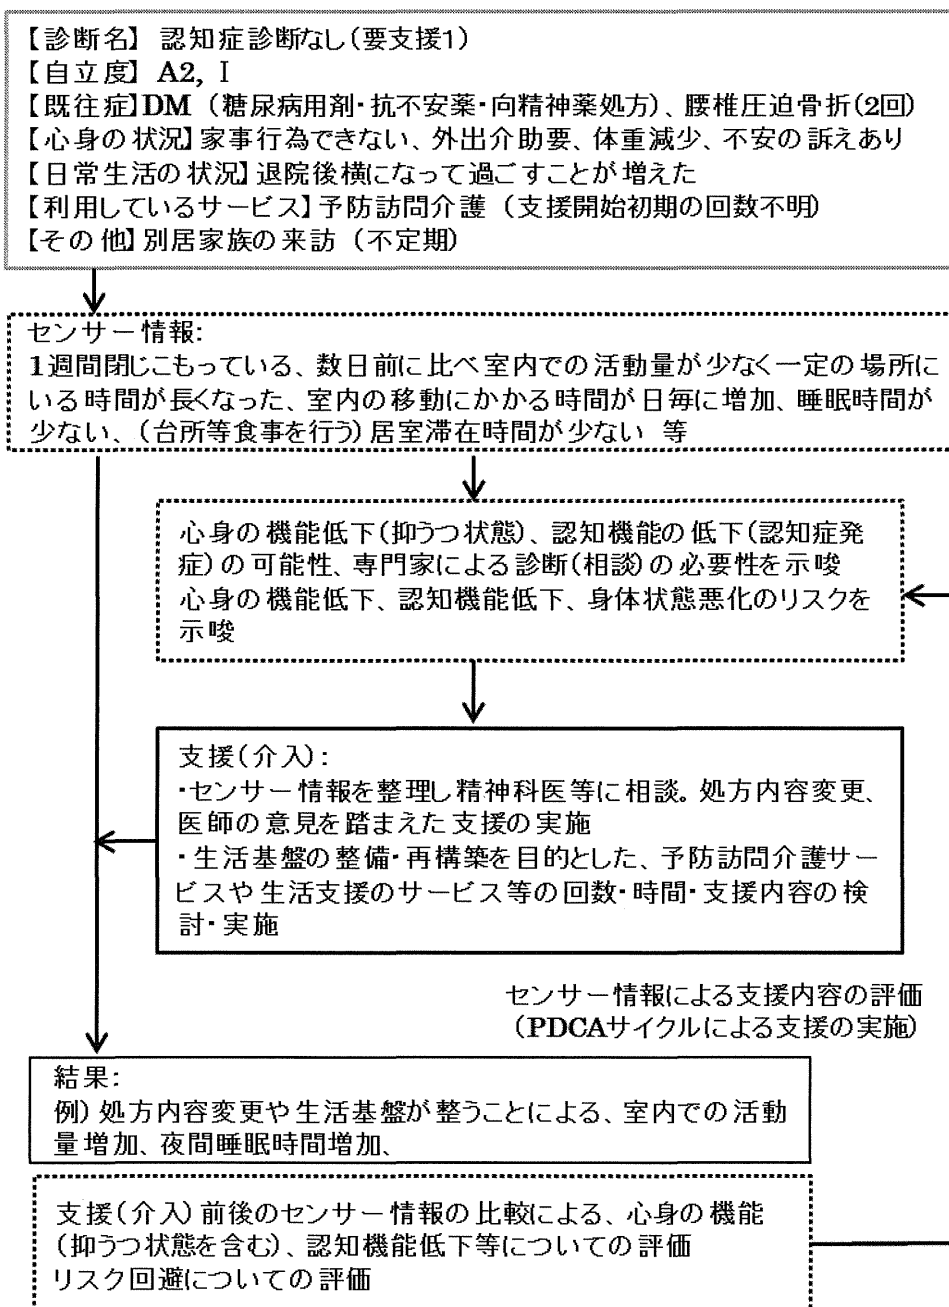 【診断名】 認知症診断なし(要支援1)
【自立度】 A2, I
【既往症】DM (糖尿病用剤・抗不安薬・向精神薬処方)、腰椎圧迫骨折(2回)
【心身の状況】家事行為できない、外出介助要、体重減少、不安の訴えあり
【日常生活の状況】退院後横になって過ごすことが増えた
【利用しているサービス】予防訪問介護 (支援開始初期の回数不明)
【その他】別居家族の来訪 (不定期)
センサー情報:
1週間閉じこもっている、数日前に比べ室内での活動量が少なく一定の場所に
いる時間が長くなった、室内の移動にかかる時間が日毎に増加、睡眠時間が
少ない、(台所等食事を行う)居室滞在時間が少ない 等
心身の機能低下(抑うつ状態)、認知機能の低下(認知症発
症)の可能性、専門家による診断(相談)の必要性を示唆
心身の機能低下、認知機能低下、身体状態悪化のリスクを
示唆
支援(介入):
・センサー情報を整理し精神科医等に相談。処方内容変更、
医師の意見を踏まえた支援の実施
・生活基盤の整備・再構築を目的とした、予防訪問介護サー
ビスや生活支援のサービス等の回数・時間・支援内容の検
討・実施
センサー情報による支援内容の評価
(PDCAサイクルによる支援の実施)
結果:
例)処方内容変更や生活基盤が整うことによる、室内での活動
量増加、夜間睡眠時間増加、
支援(介入)前後のセンサー情報の比較による、心身の機能
(抑うつ状態を含む)、認知機能低下等についての評価
リスク回避についての評価